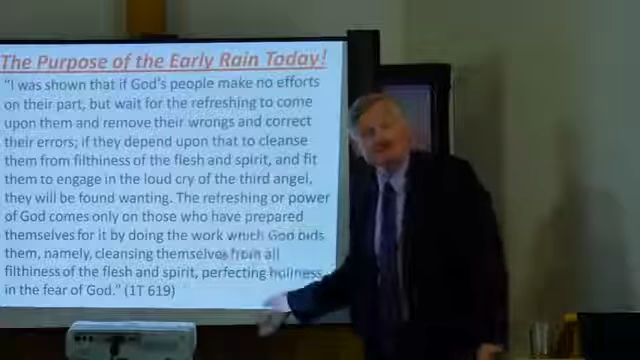 The Purpose of the Early Rain Today!
"I was shown that if God's people make no efforts
on their part, but wait for the refreshing to come
upon them and remove their wrongs and correct
their errors; if they depend upon that to cleanse
them from filthiness of the flesh and spirit, and fit
them to engage in the loud cry of the third angel,
they will be found wanting. The refreshing or power
of God comes only on those who have prepared
themselves for it by doing the work which God bids
them, namely, cleansing themselves from all
filthiness of the flesh and spirit, perfecting holiness
in the fear of God." (1T 619)